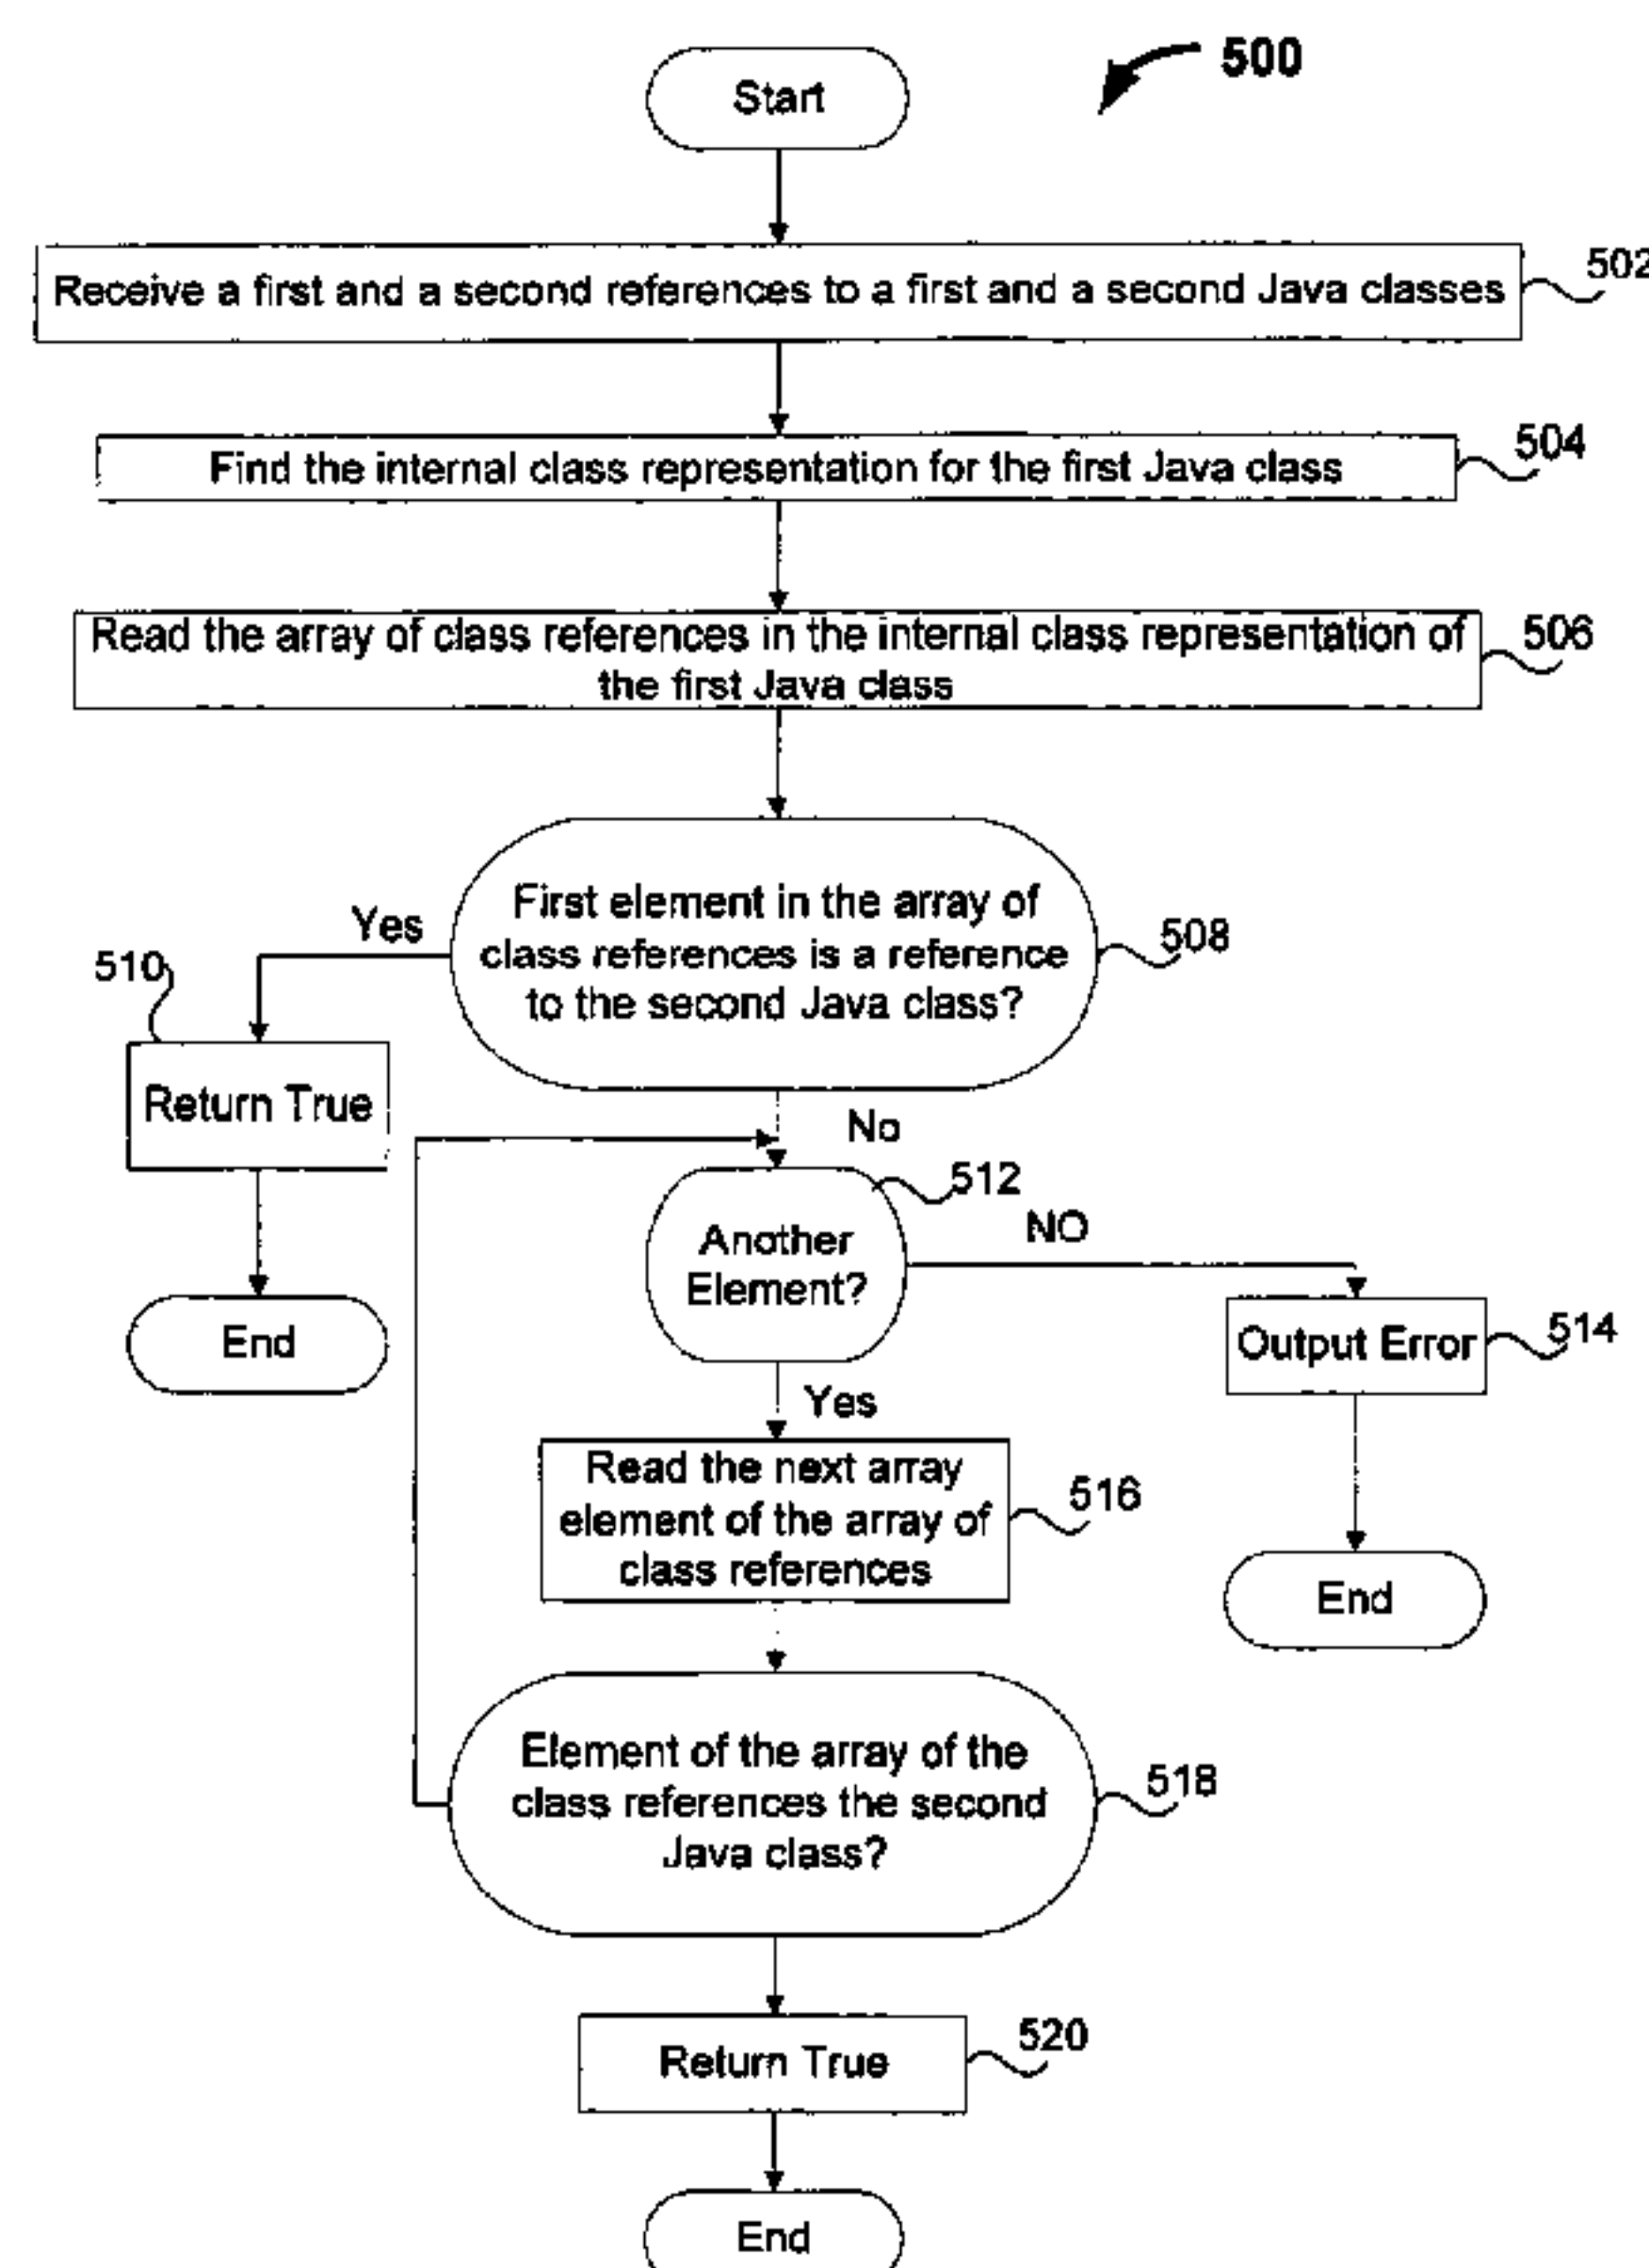 500
Start
Receive a first and a second references to a first and a second Java classes
502
Find the internal class representation for the first Java class
504
Read the array of class references in the internal class representation of
the first Java class
506
First element in the array of
class references is a reference
to the second Java class?
508
Yes
510
Return True
End
No
Another
Element?
512
NO
Output Error
514
End
Yes
Read the next array
element of the array of
class references
516
Element of the array of the
class references the second
Java class?
518
Return True
520
End